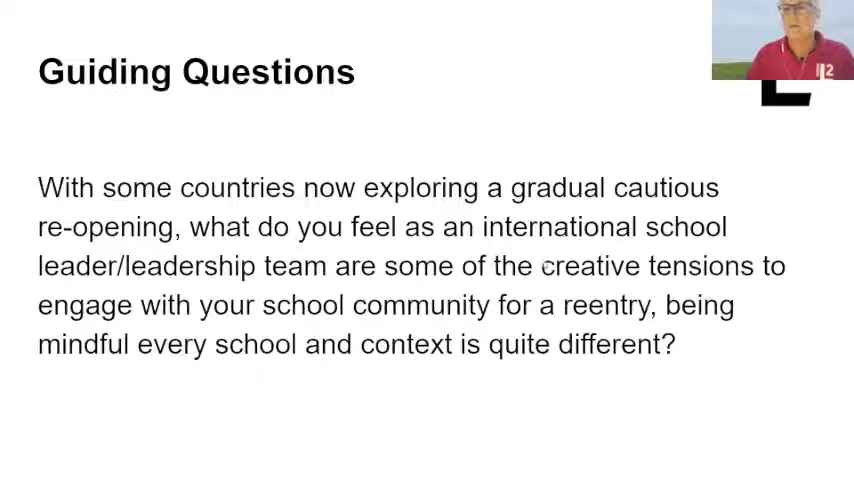 Guiding Questions
With some countries now exploring a gradual cautious
re-opening, what do you feel as an international school
leader/leadership team are some of the creative tensions to
engage with your school community for a reentry, being
mindful every school and context is quite different?